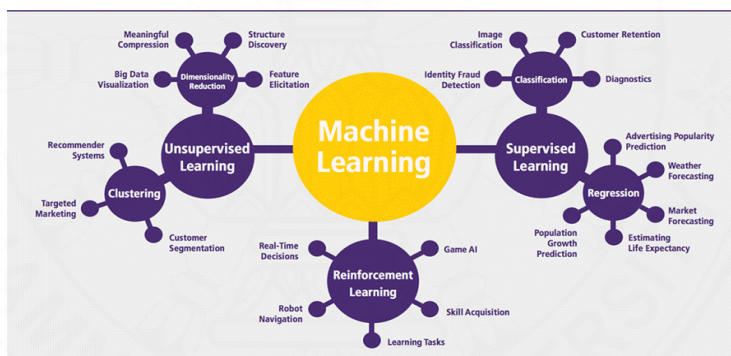 Machine
Learning
Unsupervised
Learning
Dimensionality
Reduction
Meaningful
Compression
Structure
Discovery
Big Data
Visualization
Feature
Elicitation
Clustering
Recommender
Systems
Targeted
Marketing
Customer
Segmentation
Supervised
Learning
Classification
Image
Classification
Customer Retention
Identity Fraud
Detection
Diagnostics
Regression
Advertising Popularity
Prediction
Weather
Forecasting
Market
Forecasting
Estimating
Life Expectancy
Population
Growth
Prediction
Reinforcement
Learning
Real-Time
Decisions
Game AI
Robot
Navigation
Skill Acquisition
Learning Tasks